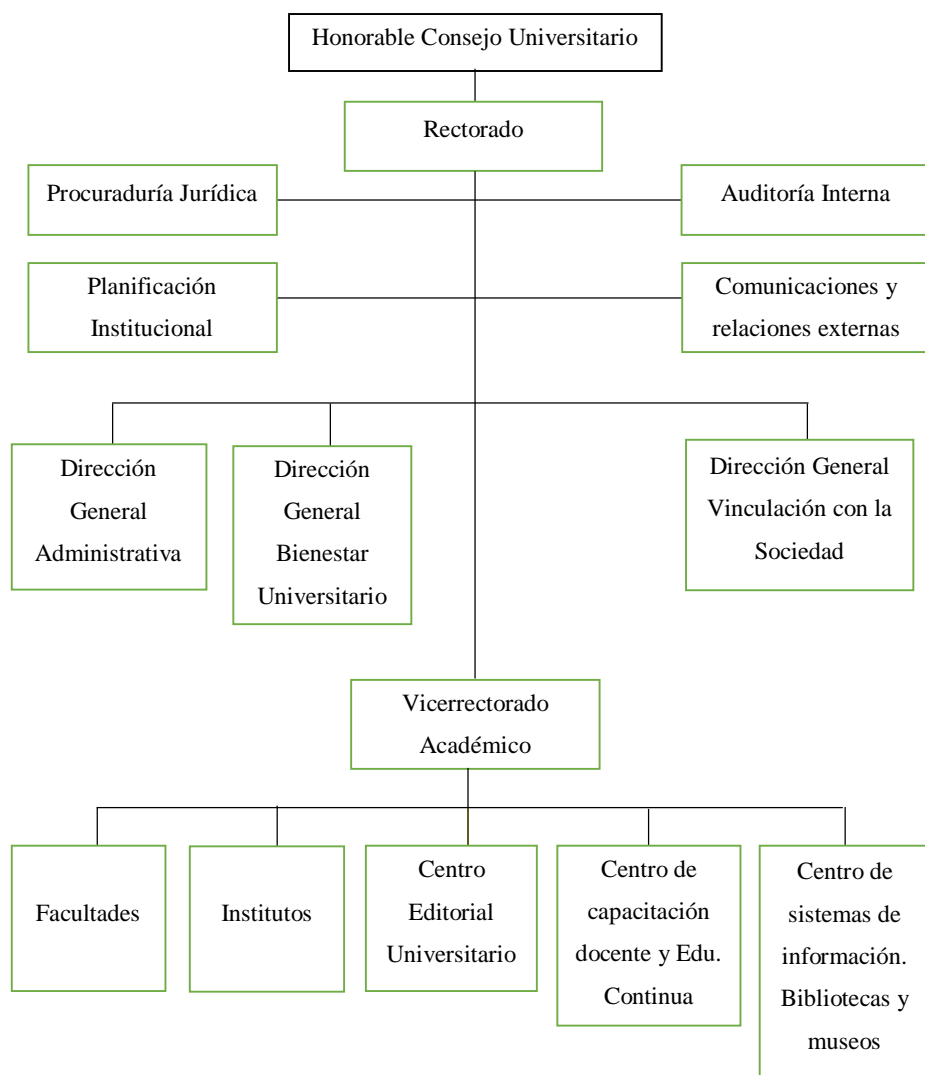 Honorable Consejo Universitario
Rectorado
Procuraduría Jurídica
Auditoría Interna
Planificación
Institucional
Comunicaciones y
relaciones externas
Dirección
General
Administrativa
Dirección
General
Bienestar
Universitario
Dirección General
Vinculación con la
Sociedad
Vicerrectorado
Académico
Facultades
Institutos
Centro
Editorial
Universitario
Centro de
capacitación
docente y Edu.
Continua
Centro de
sistemas de
información.
Bibliotecas y
museos